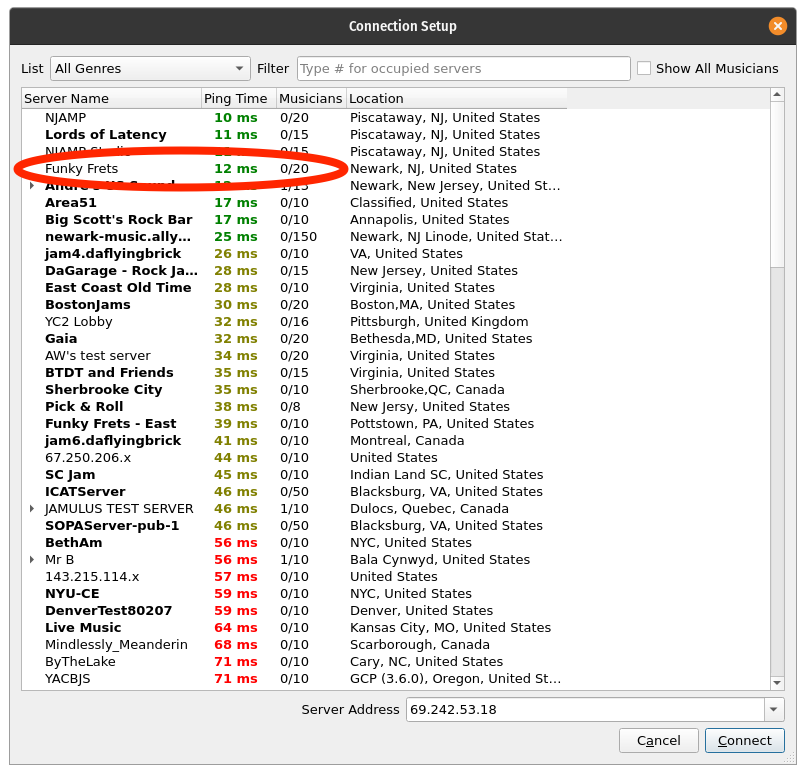 Connection Setup
List All Genres Filter Type # for occupied servers Show All Musicians
Server Name Ping Time Musicians Location
NJAMP 10 ms 0/20 Piscataway, NJ, United States
Lords of Latency 11 ms 0/15 Piscataway, NJ, United States
NJAMP Studio 0/15 Piscataway, NJ, United States
Funky Frets 12 ms 0/20 Newark, NJ, United States
1/15 Newark, New Jersey, United St...
Area51 17 ms 0/10 Classified, United States
Big Scott's Rock Bar 17 ms 0/10 Annapolis, United States
newark-music.ally... 25 ms 0/150 Newark, NJ Linode, United Stat...
jam4.daflyingbrick 26 ms 0/10 VA, United States
DaGarage - Rock Ja... 28 ms 0/15 New Jersey, United States
East Coast Old Time 28 ms 0/10 Virginia, United States
BostonJams 30 ms 0/20 Boston,MA, United States
YC2 Lobby 32 ms 0/16 Pittsburgh, United Kingdom
Gaia 32 ms 0/20 Bethesda,MD, United States
AW's test server 34 ms 0/20 Virginia, United States
BTDT and Friends 35 ms 0/15 Virginia, United States
Sherbrooke City 35 ms 0/10 Sherbrooke,QC, Canada
Pick & Roll 38 ms 0/8 New Jersy, United States
Funky Frets - East 39 ms 0/10 Pottstown, PA, United States
jam6.daflyingbrick 41 ms 0/10 Montreal, Canada
67.250.206.x 44 ms 0/10 United States
SC Jam 45 ms 0/10 Indian Land SC, United States
ICATServer 46 ms 0/50 Blacksburg, VA, United States
JAMULUS TEST SERVER 46 ms 1/10 Dulocs, Quebec, Canada
SOPAServer-pub-1 46 ms 0/50 Blacksburg, VA, United States
BethAm 56 ms 0/10 NYC, United States
Mr B 56 ms 1/10 Bala Cynwyd, United States
143.215.114.x 57 ms 0/10 United States
NYU-CE 59 ms 0/10 NYC, United States
DenverTest80207 59 ms 0/10 Denver, United States
Live Music 64 ms 0/10 Kansas City, MO, United States
Mindlessly_Meanderin 68 ms 0/10 Scarborough, Canada
ByTheLake 71 ms 0/10 Cary, NC, United States
YACBJS 71 ms 0/10 GCP (3.6.0), Oregon, United St...
Server Address 69.242.53.18
Cancel Connect